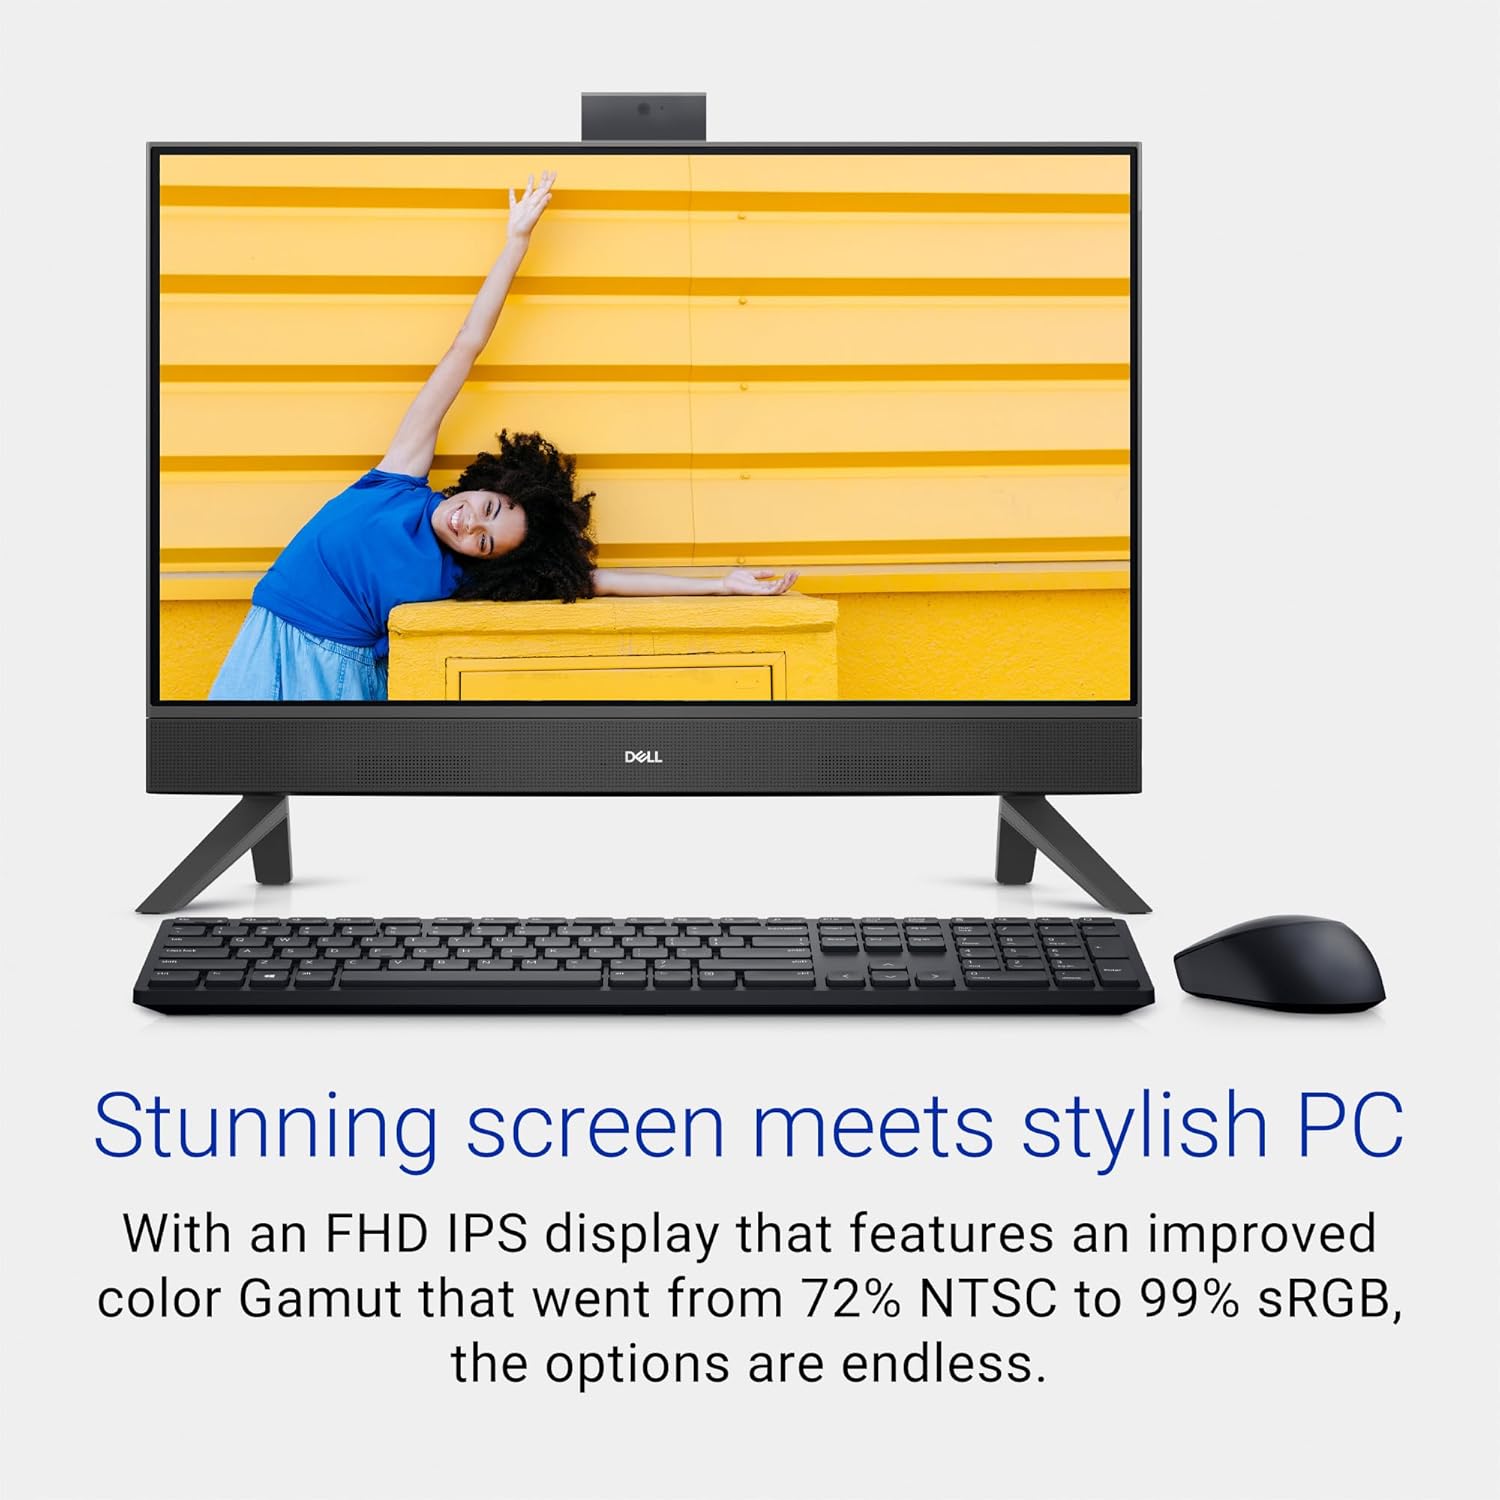 DELL
Stunning screen meets stylish PC
With an FHD IPS display that features an improved
color Gamut that went from 72% NTSC to 99% sRGB,
the options are endless.